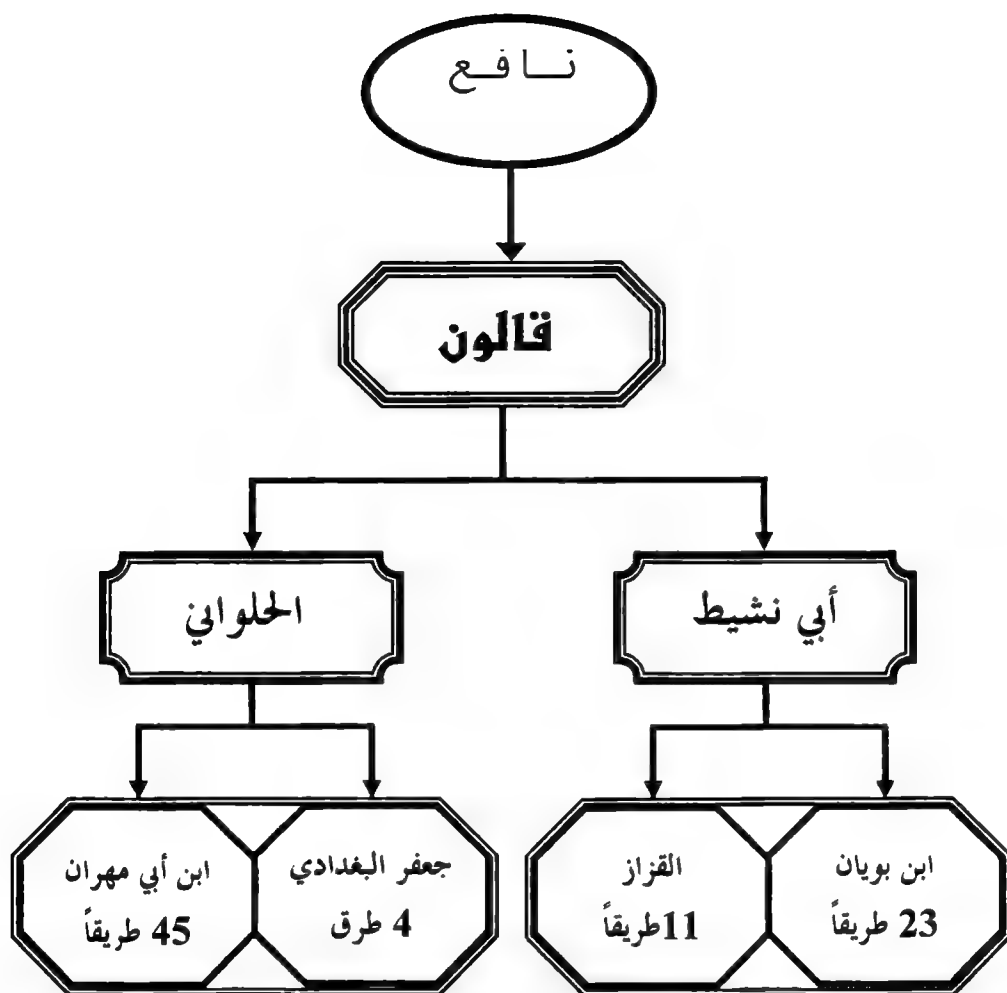 نافع
قالون
أبي نشيط
الحلواني
ابن بويان
23 طريقاً
القزاز
11طريقاً
جعفر البغدادي
4 طرق
ابن أبي مهران
45 طريقاً